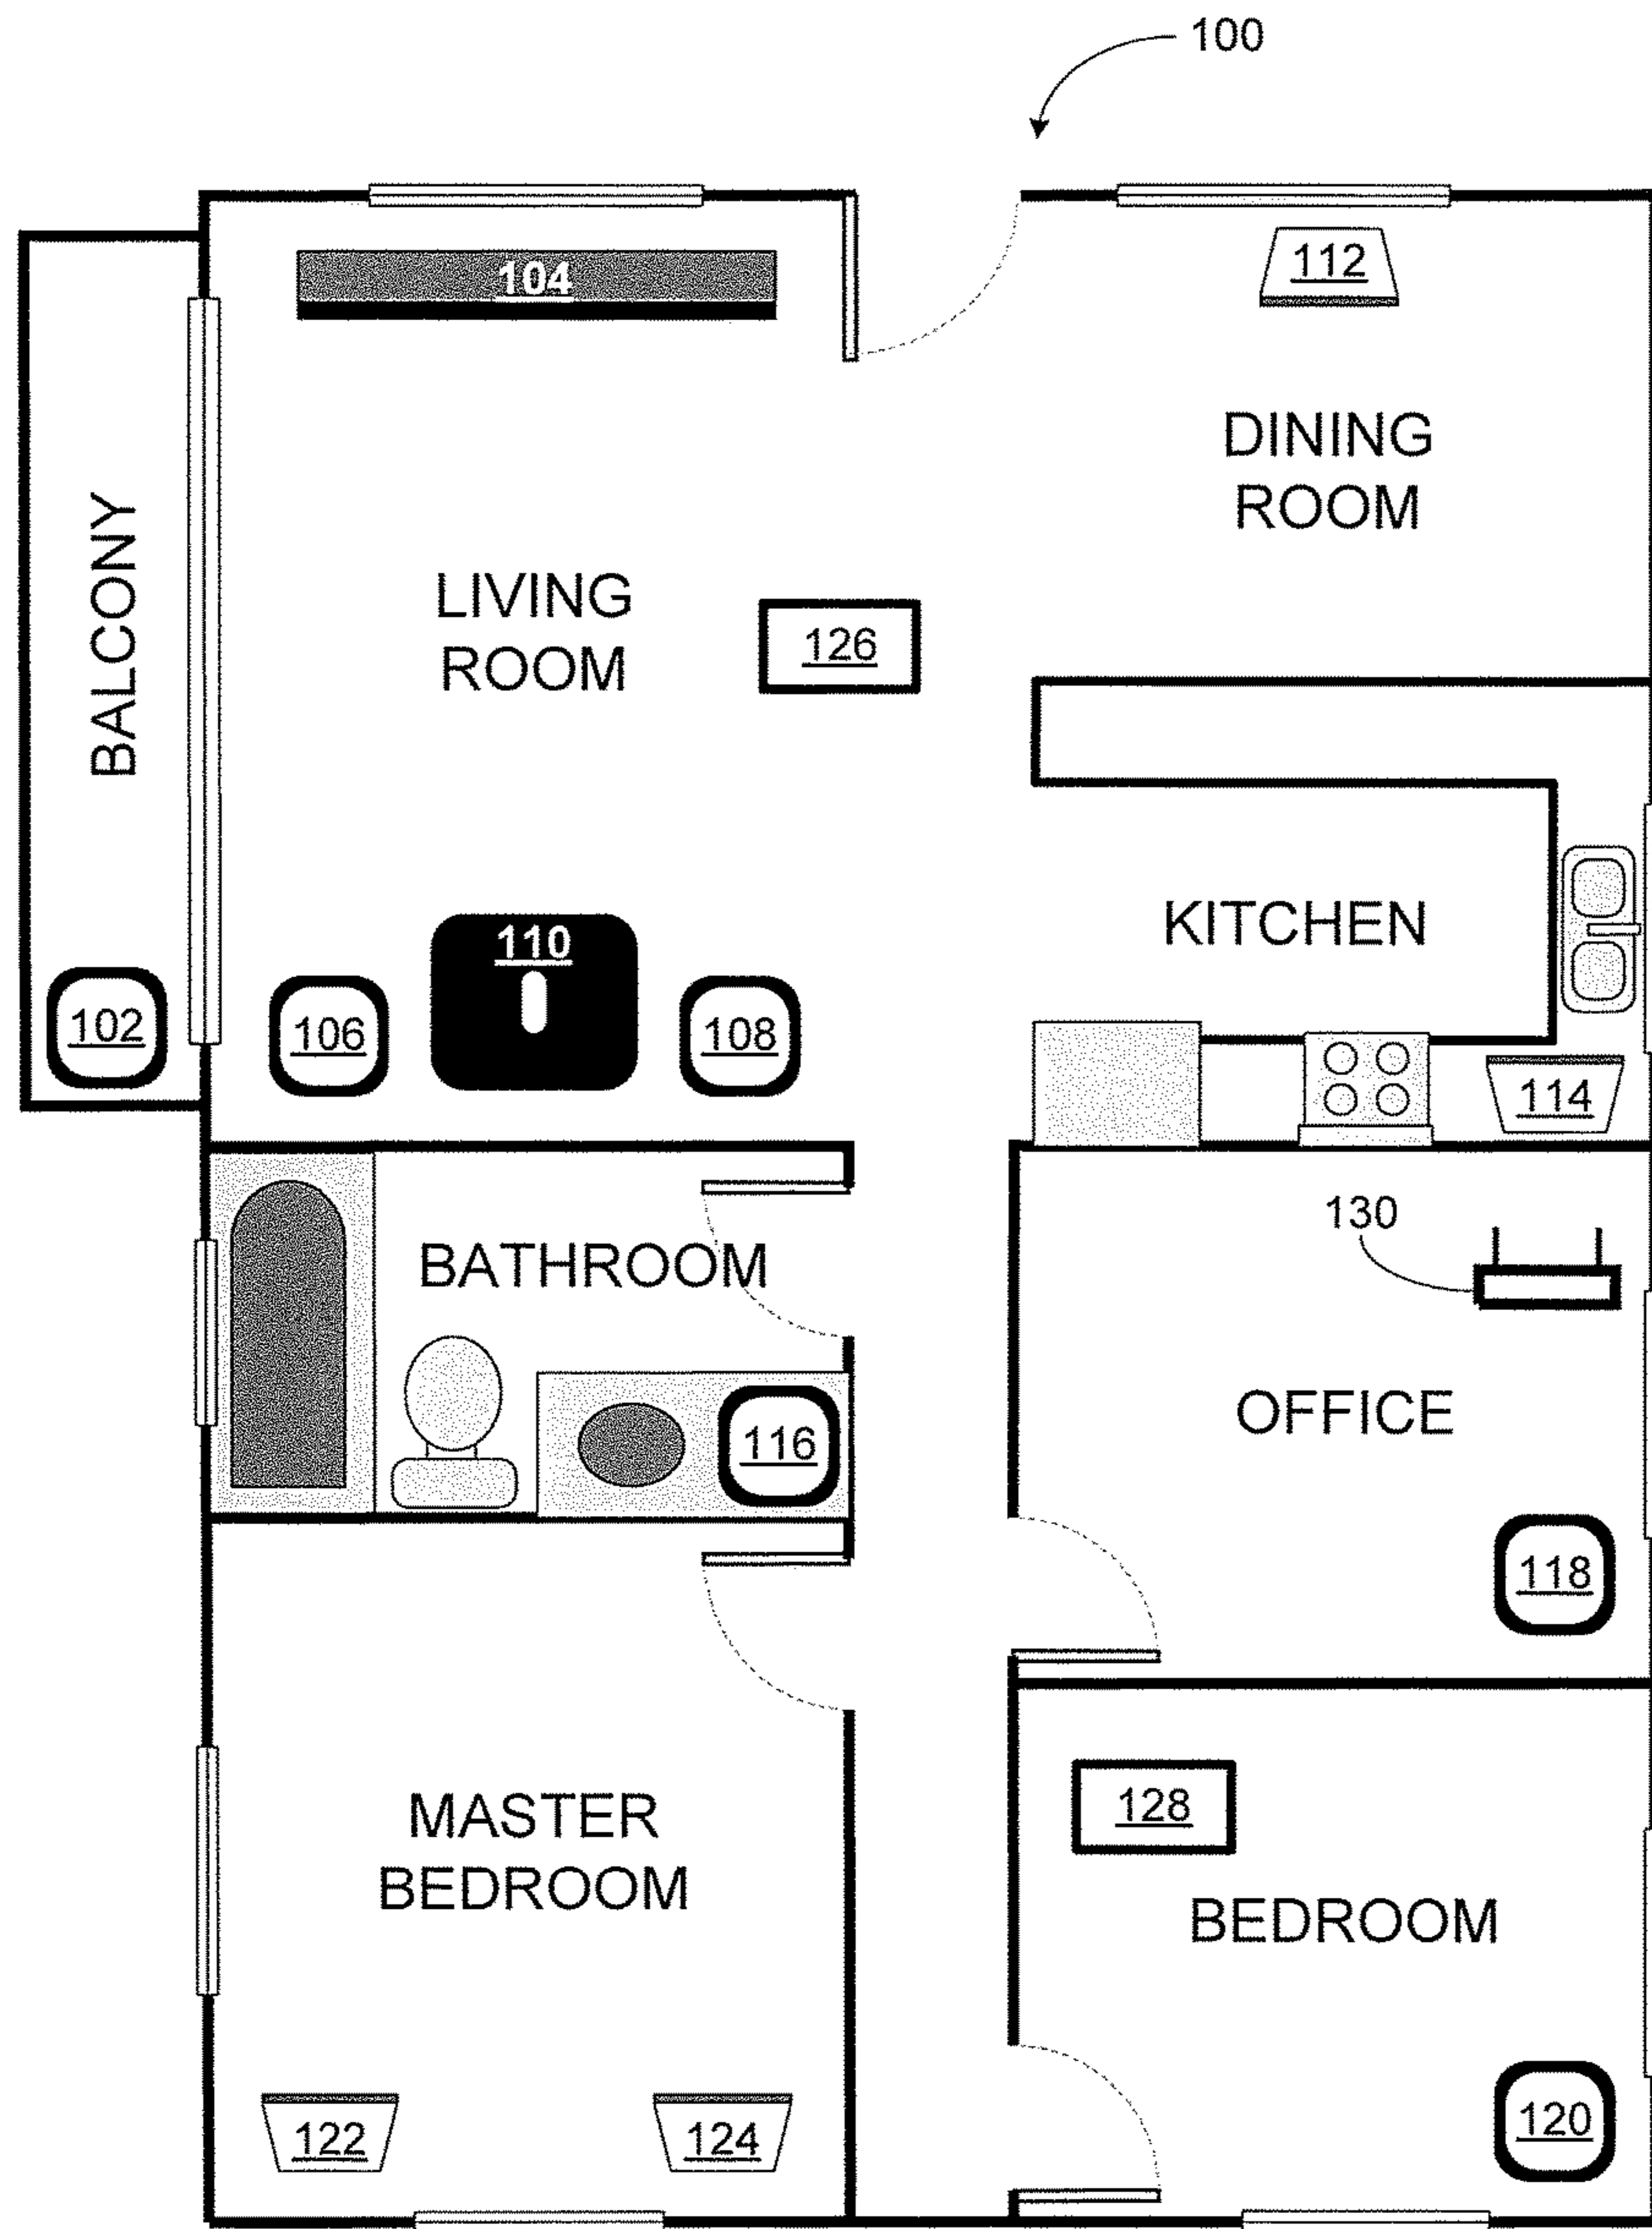 100
104
112
DINING
ROOM
BALCONY
LIVING
ROOM
126
KITCHEN
110
102
106
108
114
130
BATHROOM
OFFICE
116
118
128
MASTER
BEDROOM
BEDROOM
122
124
120